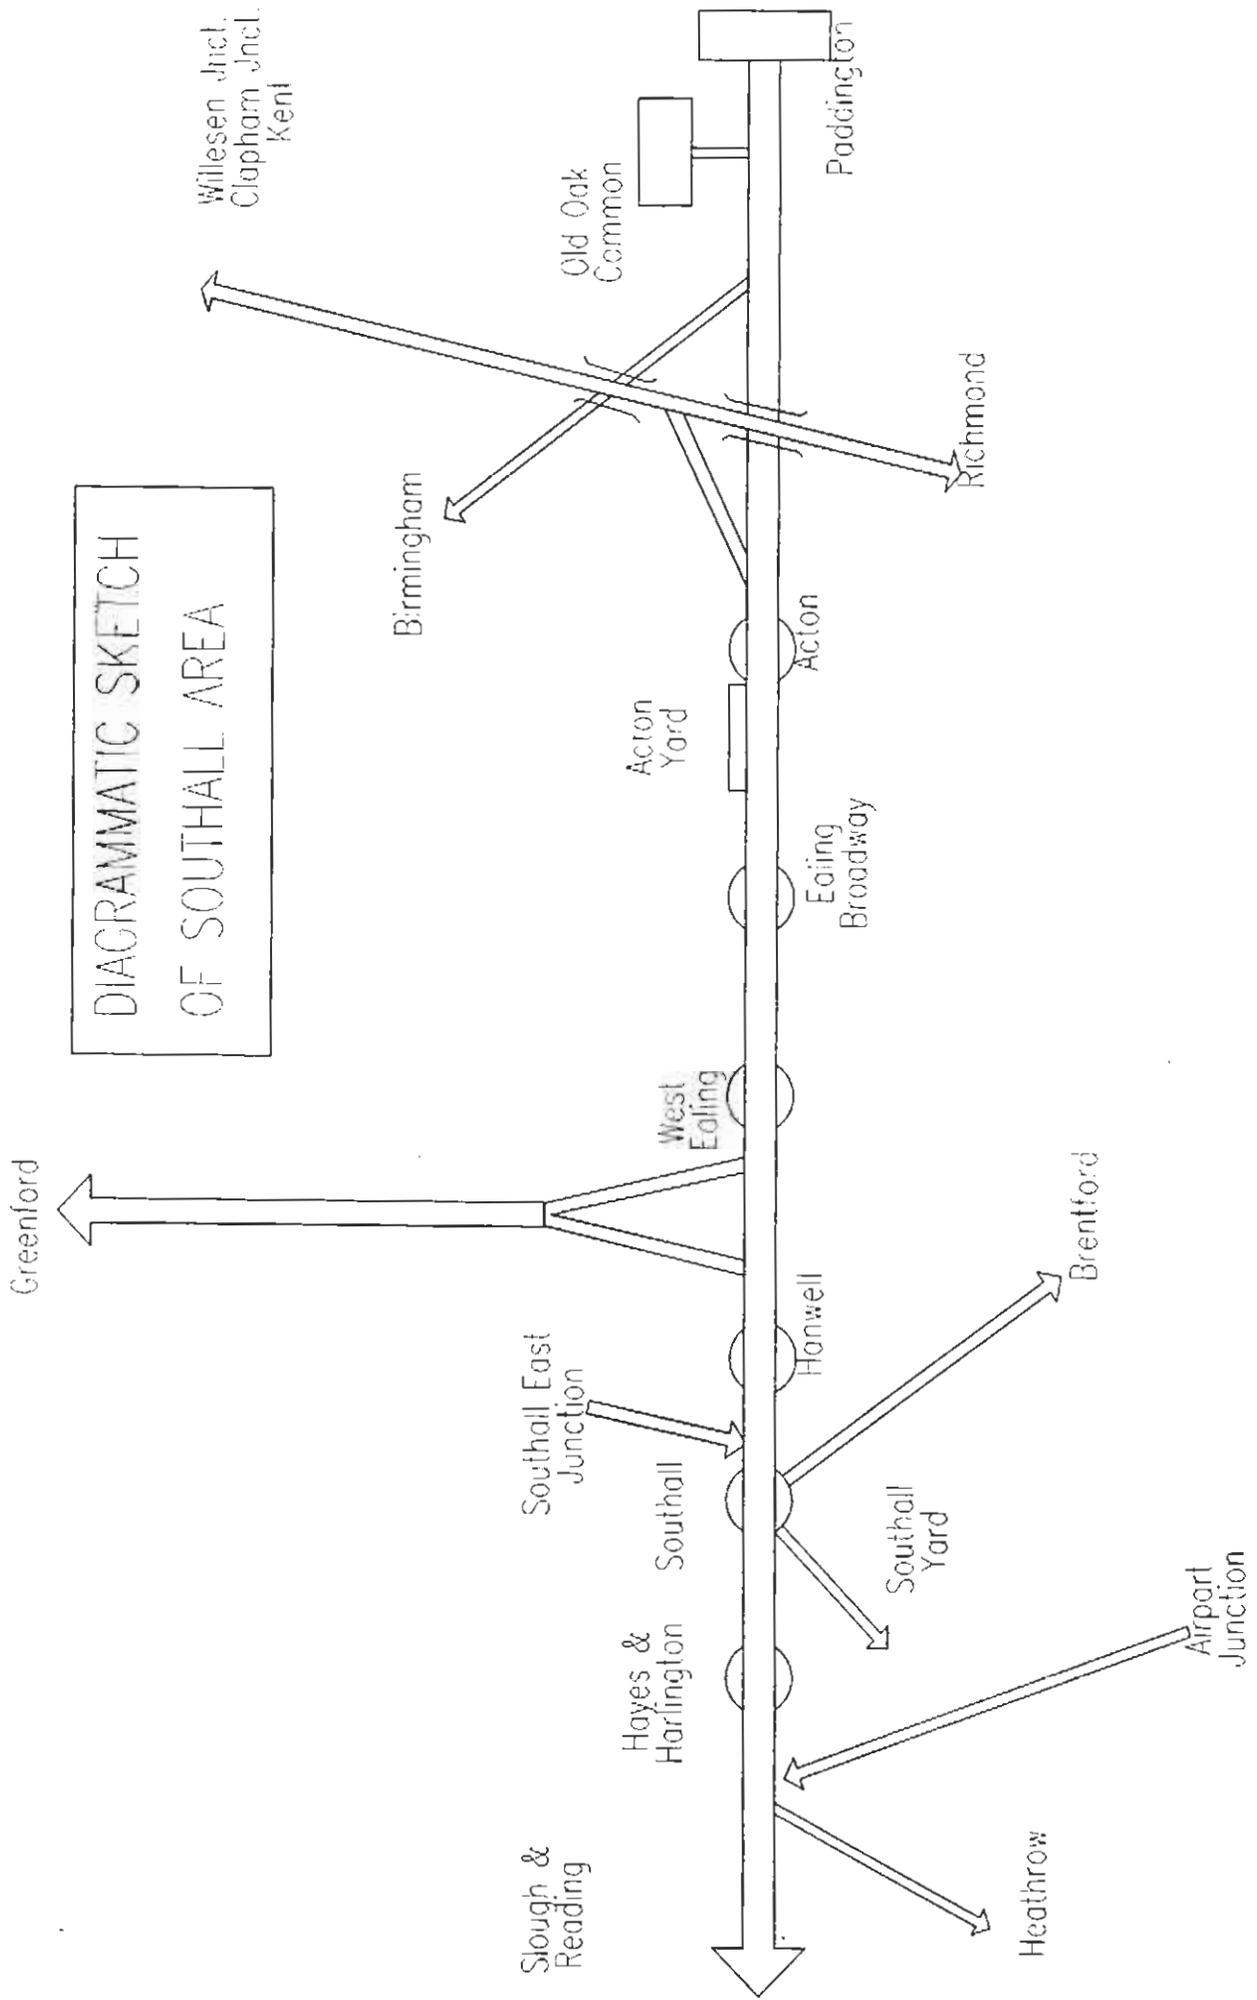 DIAGRAMMATIC SKETCH
OF SOUTHALL AREA
Greenford
Willesen Jnct.
Clapham Jnct.
Kent
Birmingham
Old Oak
Common
Paddington
Richmond
Acton
Acton
Yard
Ealing
Broadway
West
Ealing
Hanwell
Brentford
Southall East
Junction
Southall
Southall
Yard
Hayes &
Harlington
Airport
Junction
Slough &
Reading
Heathrow